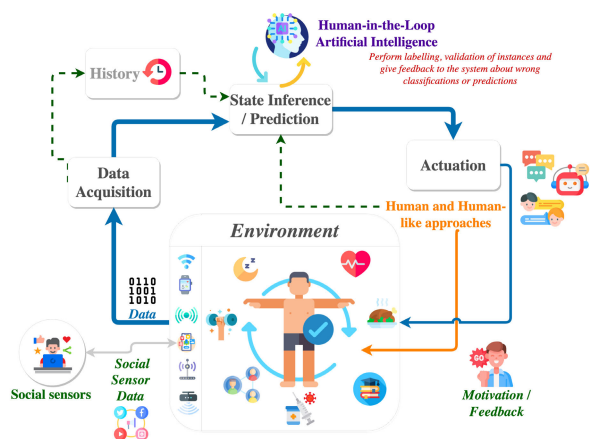 Human-in-the-Loop
Artificial Intelligence
Perform labelling, validation of instances and
give feedback to the system about wrong
classifications or predictions
History
State Inference
/ Prediction
Data
Acquisition
Actuation
Human and Human-
like approaches
Environment
z
z
z
0110
1001
1010
Data
Social
Sensor
Data
Social sensors
GO
Motivation /
Feedback